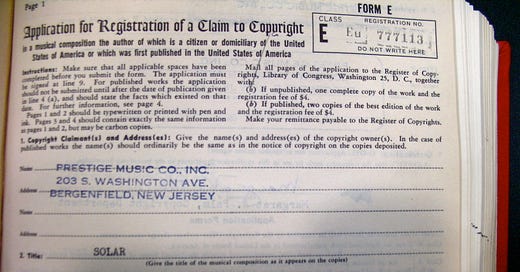 Page 1
FORM E
Application for Registration of a Claim to Copyright
CLASS
E
REGISTRATION NO.
Eu 777113
DO NOT WRITE HERE
in a musical composition the author of which is a citizen or domiciliary of the United
States of America or which was first published in the United States of America
Instructions: Make sure that all applicable spaces have been
completed before you submit the form. The application must
be signed at line 9. For published works the application
should not be submitted until after the date of publication given
in line 4 (a), and should state the facts which existed on that
date. For further information, see page 4.
Pages 1 and 2 should be typewritten or printed with pen and
ink. Pages 3 and 4 should contain exactly the same information
as pages 1 and 2, but may be carbon copies.
Mail all pages of the application to the Register of Copy-
rights, Library of Congress, Washington 25, D. C., together
with:
(a) If unpublished, one complete copy of the work and the
registration fee of $4.
(b) If published, two copies of the best edition of the work
and the registration fee of $4.
Make your remittance payable to the Register of Copyrights.
1. Copyright Claimant(s) and Address(es): Give the name(s) and address(es) of the copyright owner(s). In the case of
published works the name(s) should ordinarily be the same as in the notice of copyright on the copies deposited.
Name
PRESTIGE MUSIC CO., INC.
203 S. WASHINGTON AVE.
Address
BERGENFIELD, NEW JERSEY
Name
Address
2. Title: SOLAR
(Give the title of the musical composition as it appears on the copies)